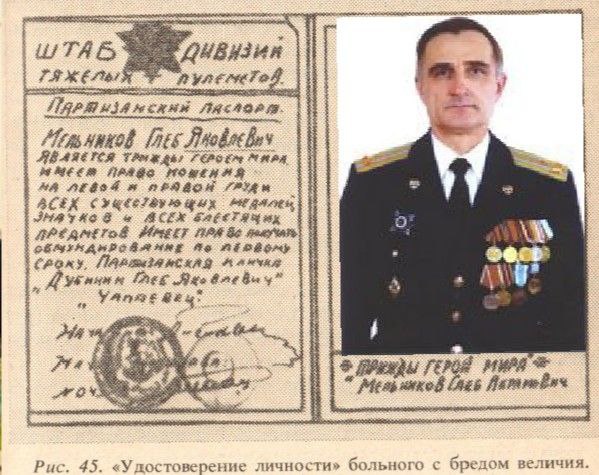 ШТАБ ДИВИЗИЙ
ТЯЖЕЛЫХ ПУЛЕМЕТОВ.
ПАРТИЗАНСКИЙ ПАСПОРТ.
МЕЛЬНИКОВ ГЛЕБ ЯКОВЛЕВИЧ
ЯВЛЯЕТСЯ ТРИЖДЫ ГЕРОЕМ МИРА
ИМЕЕТ ПРАВО НОШЕНИЯ
НА ЛЕВОЙ И ПРАВОЙ ГРУДИ
ВСЕХ СУЩЕСТВУЮЩИХ МЕДАЛЕЙ,
ЗНАЧКОВ И ВСЕХ БЛЕСТЯЩИХ
ПРЕДМЕТОВ ИМЕЕТ ПРАВО ПОЛУЧАТЬ
ОБМУНДИРОВАНИЕ ПО ПЕРВОМУ
СРОКУ. ПАРТИЗАНСКАЯ КЛИЧКА
„ДУБИНИН ГЛЕБ ЯКОВЛЕВИЧ"
„ЧАПАЕВЕЦ".
ТРИЖДЫ ГЕРОЙ МИРА
МЕЛЬНИКОВ ГЛЕБ
Рис. 45. «Удостоверение личности» больного с бредом величия.